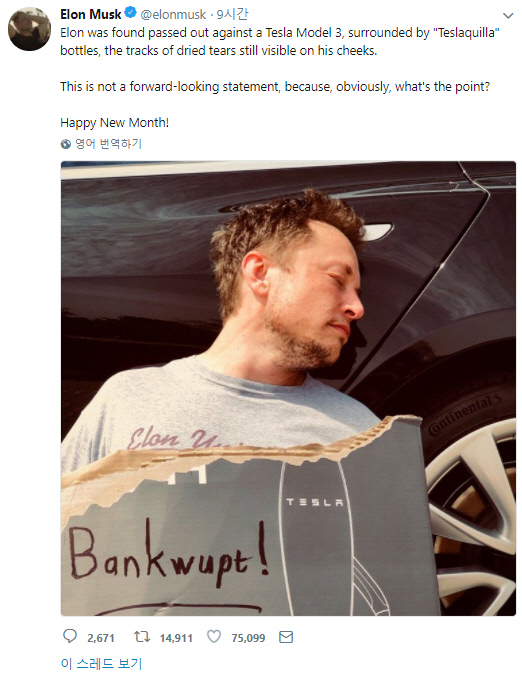 Elon Musk @elonmusk · 9시간
Elon was found passed out against a Tesla Model 3, surrounded by "Teslaquilla"
bottles, the tracks of dried tears still visible on his cheeks.
This is not a forward-looking statement, because, obviously, what's the point?
Happy New Month!
영어 번역하기
Continental
Elon
TESLA
Bankwupt!
2,671 14,911 75,099
이 스레드 보기